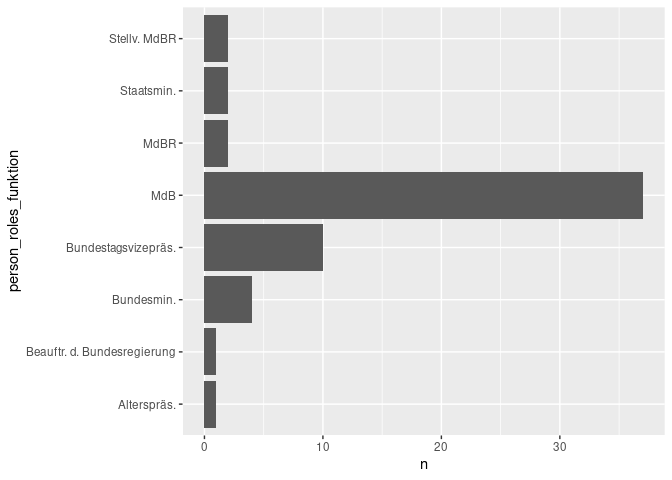 Stellv. MdBR
Staatsmin.
MdBR
MdB
Bundestagsvizepräs.
Bundesmin.
Beauftr. d. Bundesregierung
Alterspräs.
person_roles_funktion
0 10 20 30
n